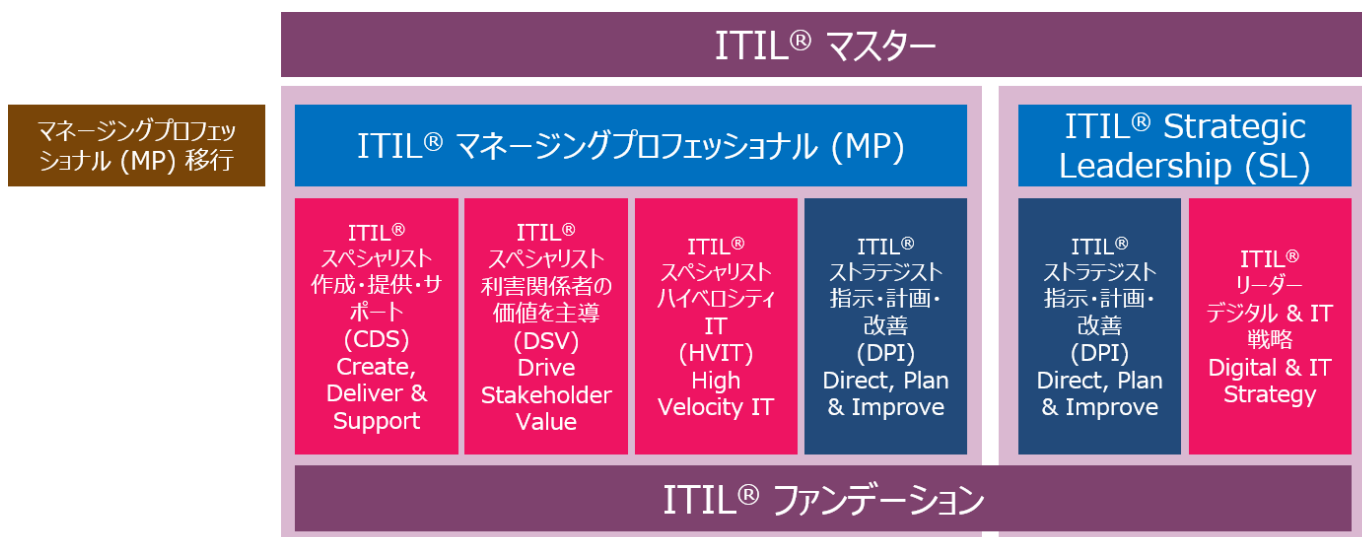 ITIL® マスター
マネージングプロフェッ
ショナル (MP) 移行
ITIL® マネージングプロフェッショナル (MP)
ITIL® Strategic
Leadership (SL)
ITIL®
スペシャリスト
作成・提供・サ
ポート
(CDS)
Create,
Deliver &
Support
ITIL®
スペシャリスト
利害関係者の
価値を主導
(DSV)
Drive
Stakeholder
Value
ITIL®
スペシャリスト
ハイベロシティ
IT
(HVIT)
High
Velocity IT
ITIL®
ストラテジスト
指示・計画・
改善
(DPI)
Direct, Plan
& Improve
ITIL®
ストラテジスト
指示・計画・
改善
(DPI)
Direct, Plan
& Improve
ITIL®
リーダー
デジタル & IT
戦略
Digital & IT
Strategy
ITIL® ファンデーション